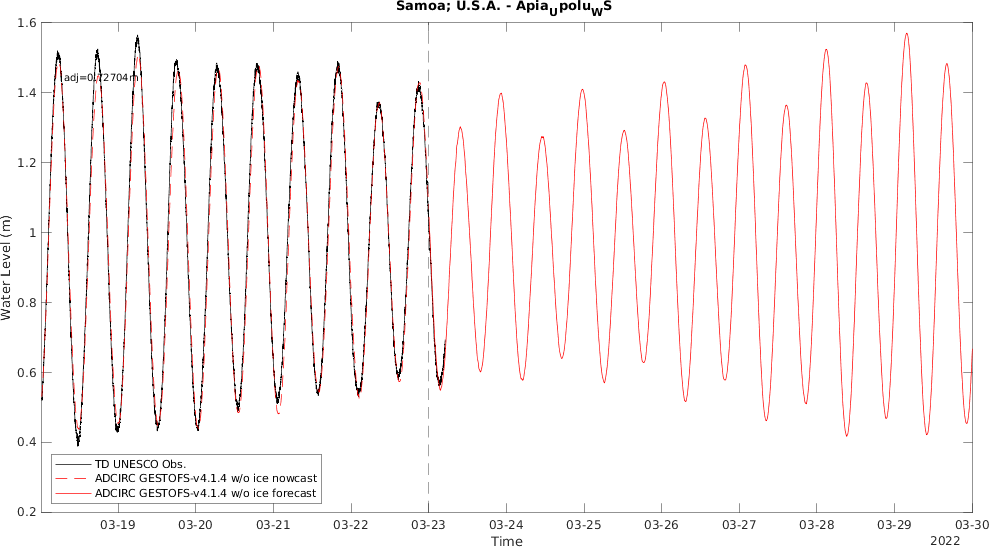 Samoa; U.S.A. - ApiaUpoluWS
1.6
adj=0.72704m
1.4
1.2
1
0.8
0.6
0.4
0.2
Water Level (m)
TD UNESCO Obs.
ADCIRC GESTOFS-v4.1.4 w/o ice nowcast
ADCIRC GESTOFS-v4.1.4 w/o ice forecast
03-19 03-20 03-21 03-22 03-23 03-24 03-25 03-26 03-27 03-28 03-29 03-30
Time
2022